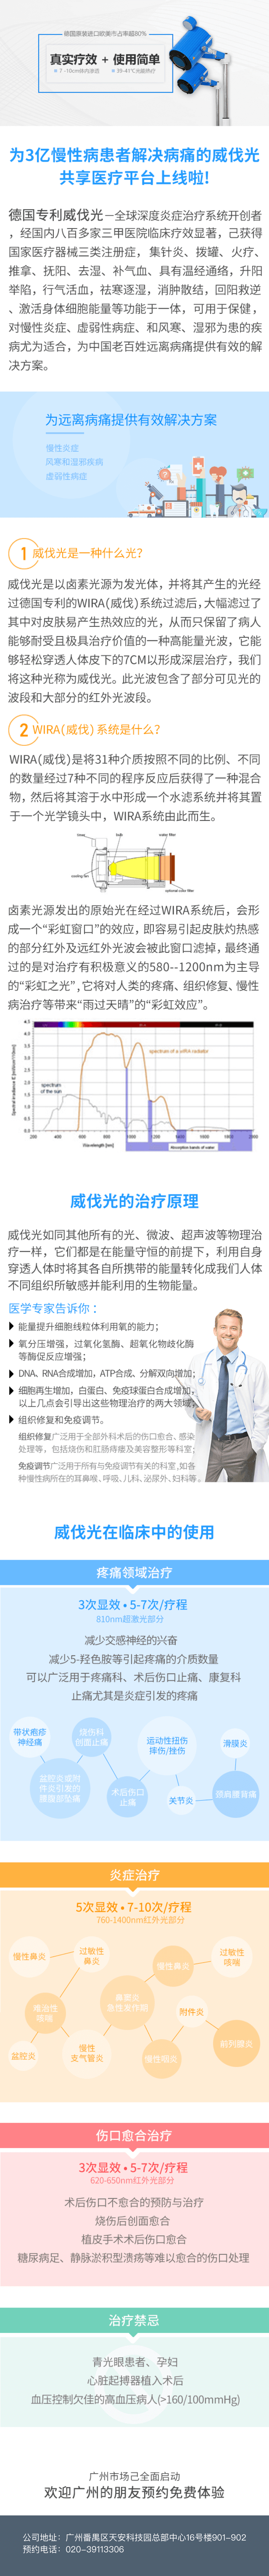 德国原装进口欧美市占率超80%
真实疗效 + 使用简单
7 -10cm体内渗透
39-41℃光能热疗
为3亿慢性病患者解决病痛的威伐光
共享医疗平台上线啦!
德国专利威伐光—全球深度炎症治疗系统开创者
，经国内八百多家三甲医院临床疗效显著，己获得
国家医疗器械三类注册症， 集针灸、拨罐、火疗、
推拿、抚阳、去湿、补气血、具有温经通络，升阳
举陷，行气活血，祛寒逐湿，消肿散结，回阳救逆
、激活身体细胞能量等功能于一体，可用于保健，
对慢性炎症、虚弱性病症、和风寒、湿邪为患的疾
病尤为适合，为中国老百姓远离病痛提供有效的解
决方案。
为远离病痛提供有效解决方案
慢性炎症
风寒和湿邪疾病
虚弱性病症
1 威伐光是一种什么光?
威伐光是以卤素光源为发光体，并将其产生的光经
过德国专利的WIRA(威伐)系统过滤后,大幅滤过了
其中对皮肤易产生热效应的光，从而只保留了病人
能够耐受且极具治疗价值的一种高能量光波，它能
够轻松穿透人体皮下的7CM以形成深层治疗，我们
将这种光称为威伐光。此光波包含了部分可见光的
波段和大部分的红外光波段。
2 WIRA(威伐) 系统是什么?
WIRA(威伐)是将31种介质按照不同的比例、不同
的数量经过7种不同的程序反应后获得了一种混合
物，然后将其溶于水中形成一个水滤系统并将其置
于一个光学镜头中，WIRA系统由此而生。
bulb
water filter
cooling fan
optional color filter
卤素光源发出的原始光在经过WIRA系统后，会形
成一个“彩虹窗口”的效应，即容易引起皮肤灼热感
的部分红外及远红外光波会被此窗口滤掉，最终通
过的是对治疗有积极意义的580--1200nm为主导
的“彩虹之光”,它将对人类的疼痛、组织修复、慢性
病治疗等带来“雨过天晴”的“彩虹效应”。
spectrum of a wIRA radiator
spectrum
of the sun
Absorption bands of water
威伐光的治疗原理
威伐光如同其他所有的光、微波、超声波等物理治
疗一样，它们都是在能量守恒的前提下，利用自身
穿透人体时将其各自所携带的能量转化成我们人体
不同组织所敏感并能利用的生物能量。
医学专家告诉你：
能量提升细胞线粒体利用氧的能力；
氧分压增强，过氧化氢酶、超氧化物歧化酶
等酶促反应增强；
DNA、RNA合成增加，ATP合成、分解双向增加；
细胞再生增加，白蛋白、免疫球蛋白合成增加，
以上几点会引导出这些物理治疗的两大领域：
组织修复和免疫调节。
组织修复广泛用于全部外科术后的伤口愈合、感染
处理等，包括烧伤和肛肠痔瘘及美容整形等科室；
免疫调节广泛用于所有与免疫调节有关的科室,如各
种慢性病所在的耳鼻喉、呼吸、儿科、泌尿外、妇科等。
威伐光在临床中的使用
疼痛领域治疗
3次显效 • 5-7次/疗程
810nm超激光部分
减少交感神经的兴奋
减少5-羟色胺等引起疼痛的介质数量
可以广泛用于疼痛科、术后伤口止痛、康复科
止痛尤其是炎症引发的疼痛
带状疱疹
神经痛
烧伤科
创面止痛
运动性扭伤
摔伤/挫伤
滑膜炎
盆腔炎或附
件炎引发的
腰腹部坠痛
术后伤口
止痛
关节炎
颈肩腰背痛
炎症治疗
5次显效 • 7-10次/疗程
760-1400nm红外光部分
慢性鼻炎
过敏性
鼻炎
慢性鼻炎
过敏性
咳喘
难治性
咳喘
鼻窦炎
急性发作期
附件炎
盆腔炎
慢性
支气管炎
慢性咽炎
前列腺炎
伤口愈合治疗
3次显效 • 5-7次/疗程
620-650nm红外光部分
术后伤口不愈合的预防与治疗
烧伤后创面愈合
植皮手术术后伤口愈合
糖尿病足、静脉淤积型溃疡等难以愈合的伤口处理
治疗禁忌
青光眼患者、孕妇
心脏起搏器植入术后
血压控制欠佳的高血压病人(>160/100mmHg)
广州市场己全面启动
欢迎广州的朋友预约免费体验
公司地址：广州番禺区天安科技园总部中心16号楼901-902
预约电话：020-39113306